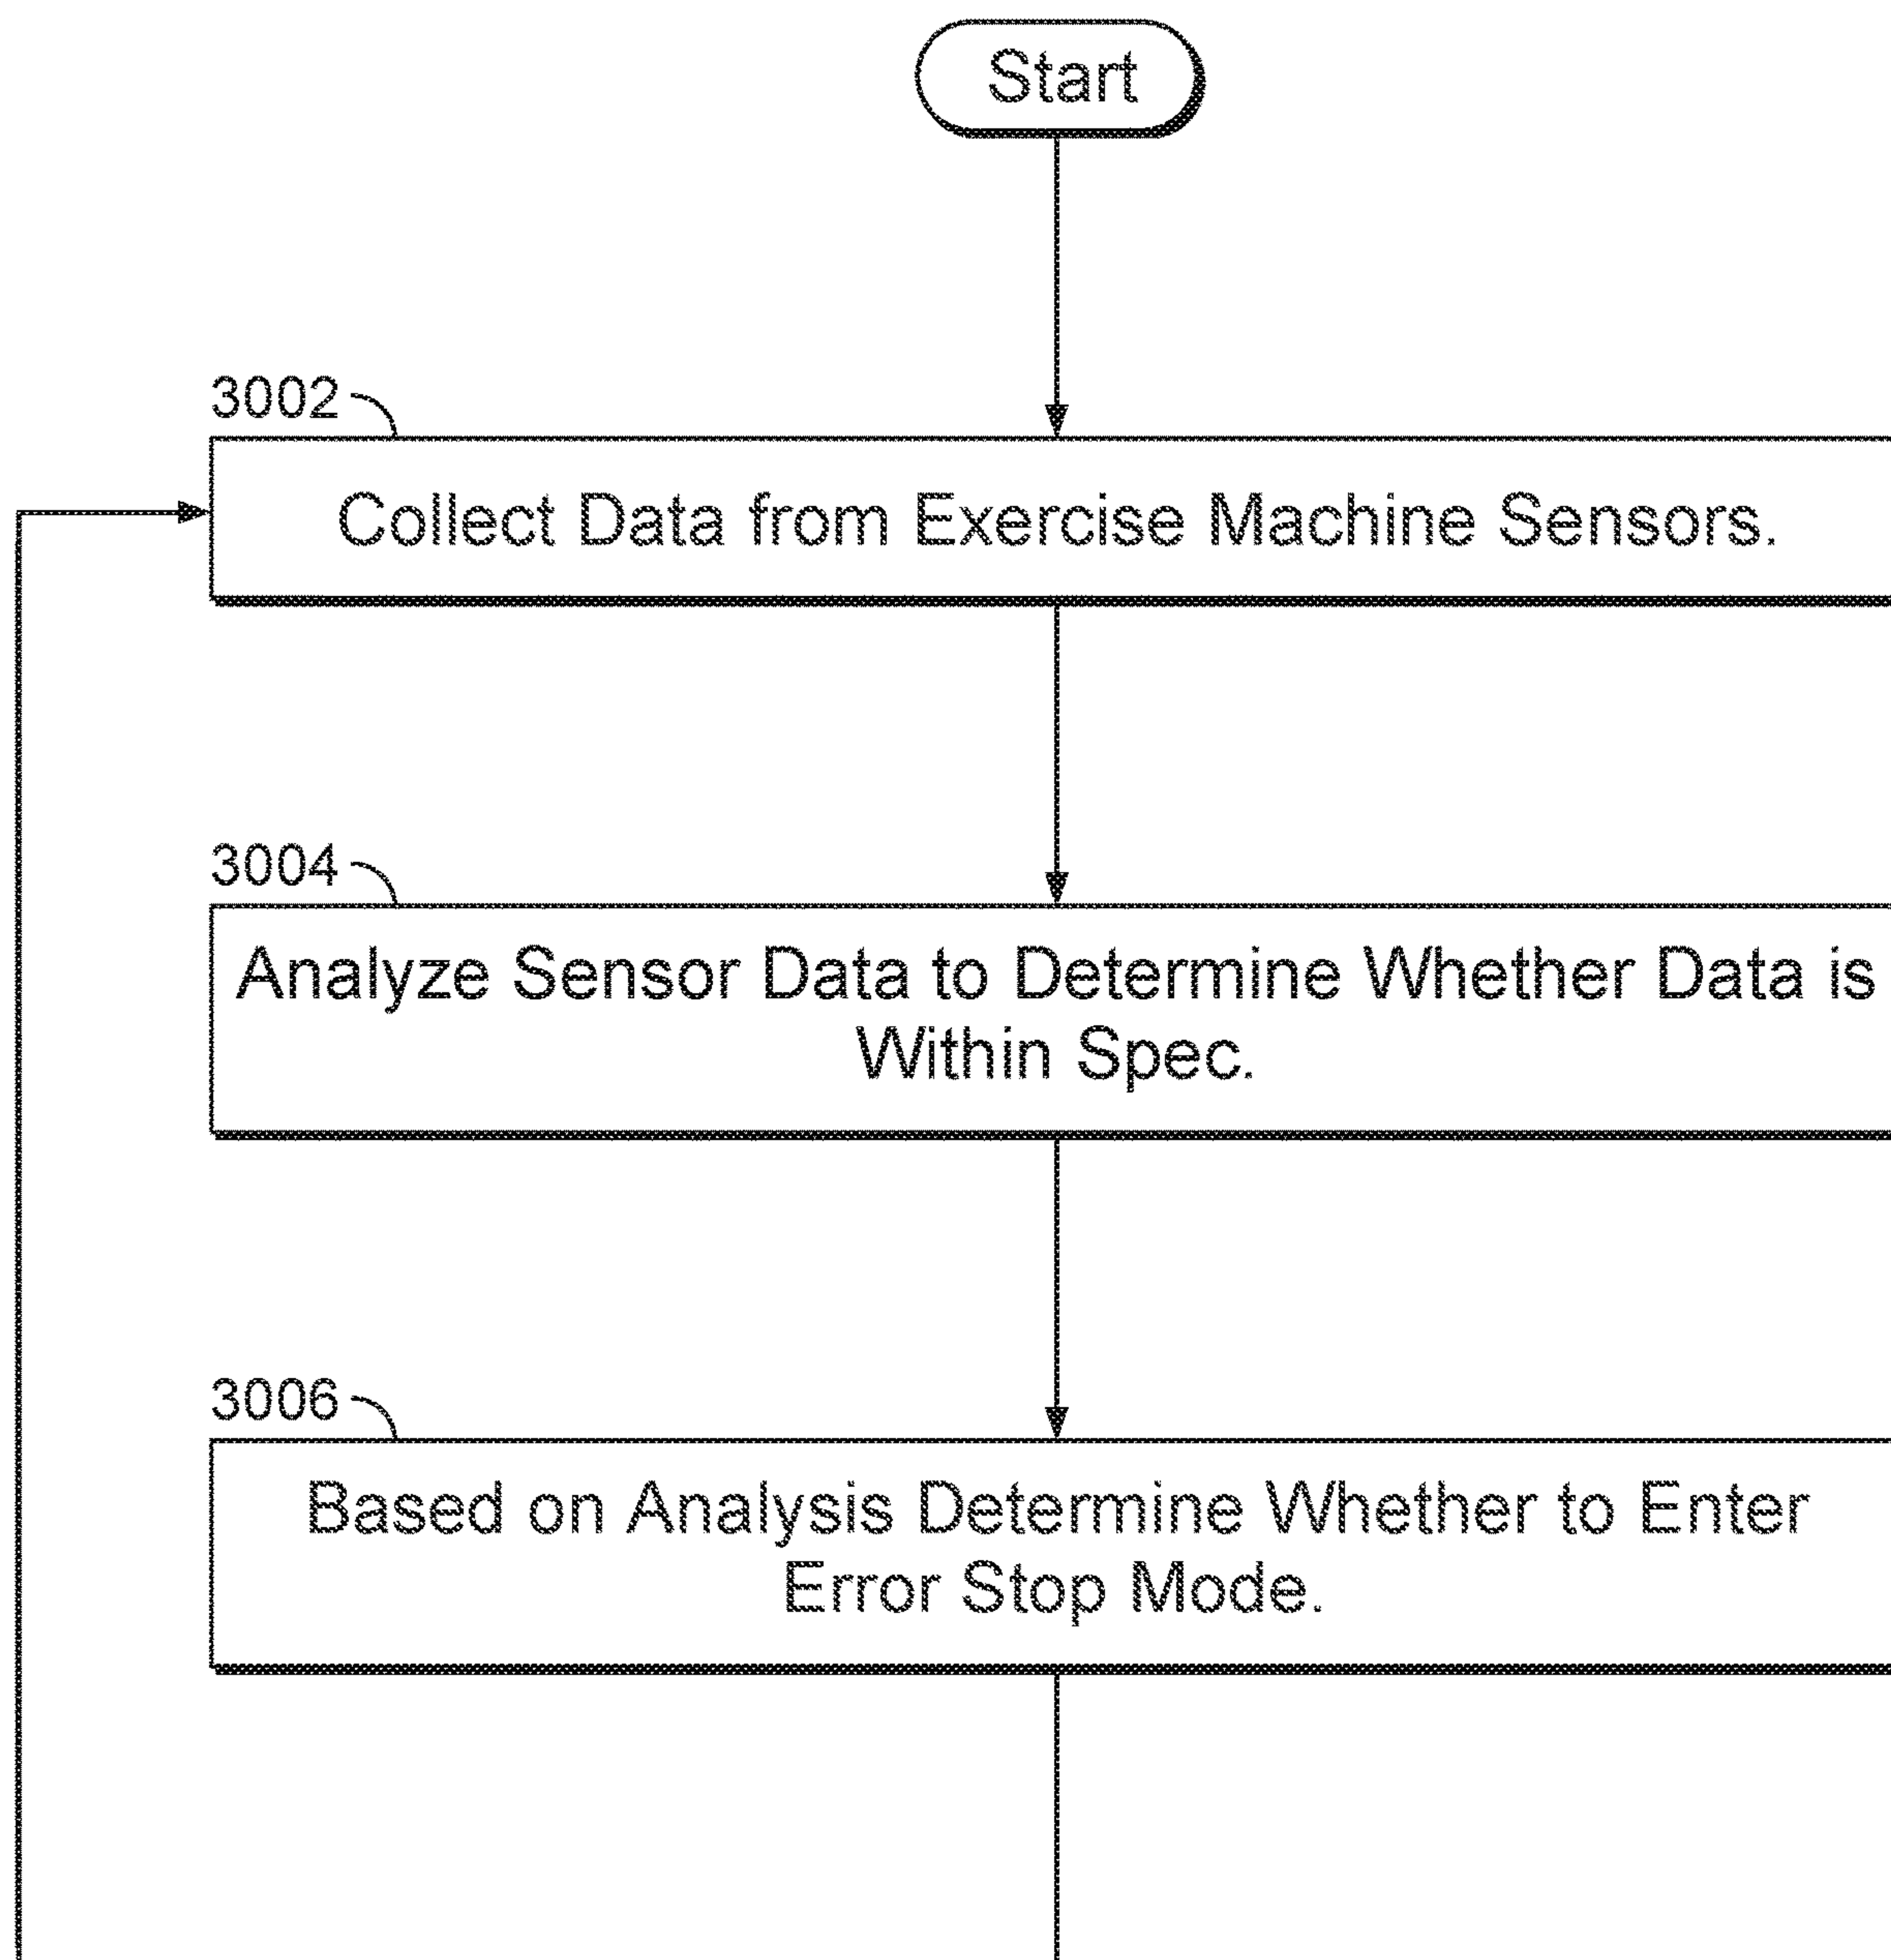 Start
3002
Collect Data from Exercise Machine Sensors.
3004
Analyze Sensor Data to Determine Whether Data is
Within Spec.
3006
Based on Analysis Determine Whether to Enter
Error Stop Mode.